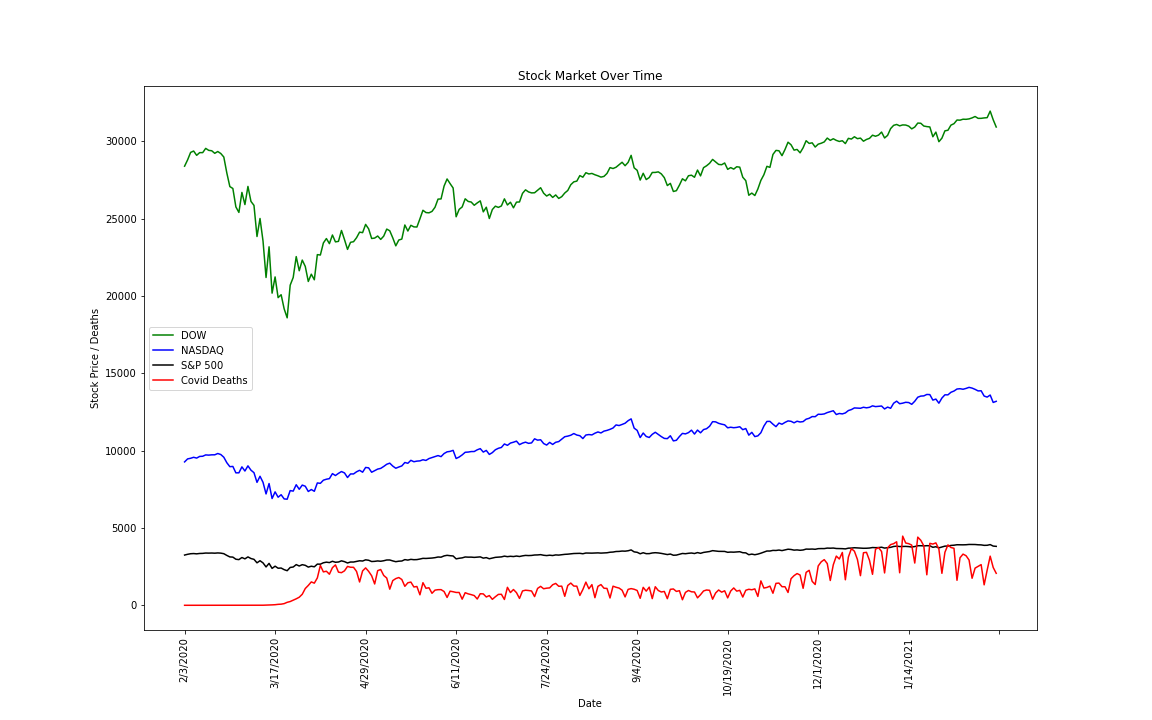 Stock Market Over Time
Stock Price / Deaths
30000
25000
20000
15000
10000
5000
0
DOW
NASDAQ
S&P 500
Covid Deaths
2/3/2020
3/17/2020
4/29/2020
6/11/2020
7/24/2020
9/4/2020
10/19/2020
12/1/2020
1/14/2021
Date